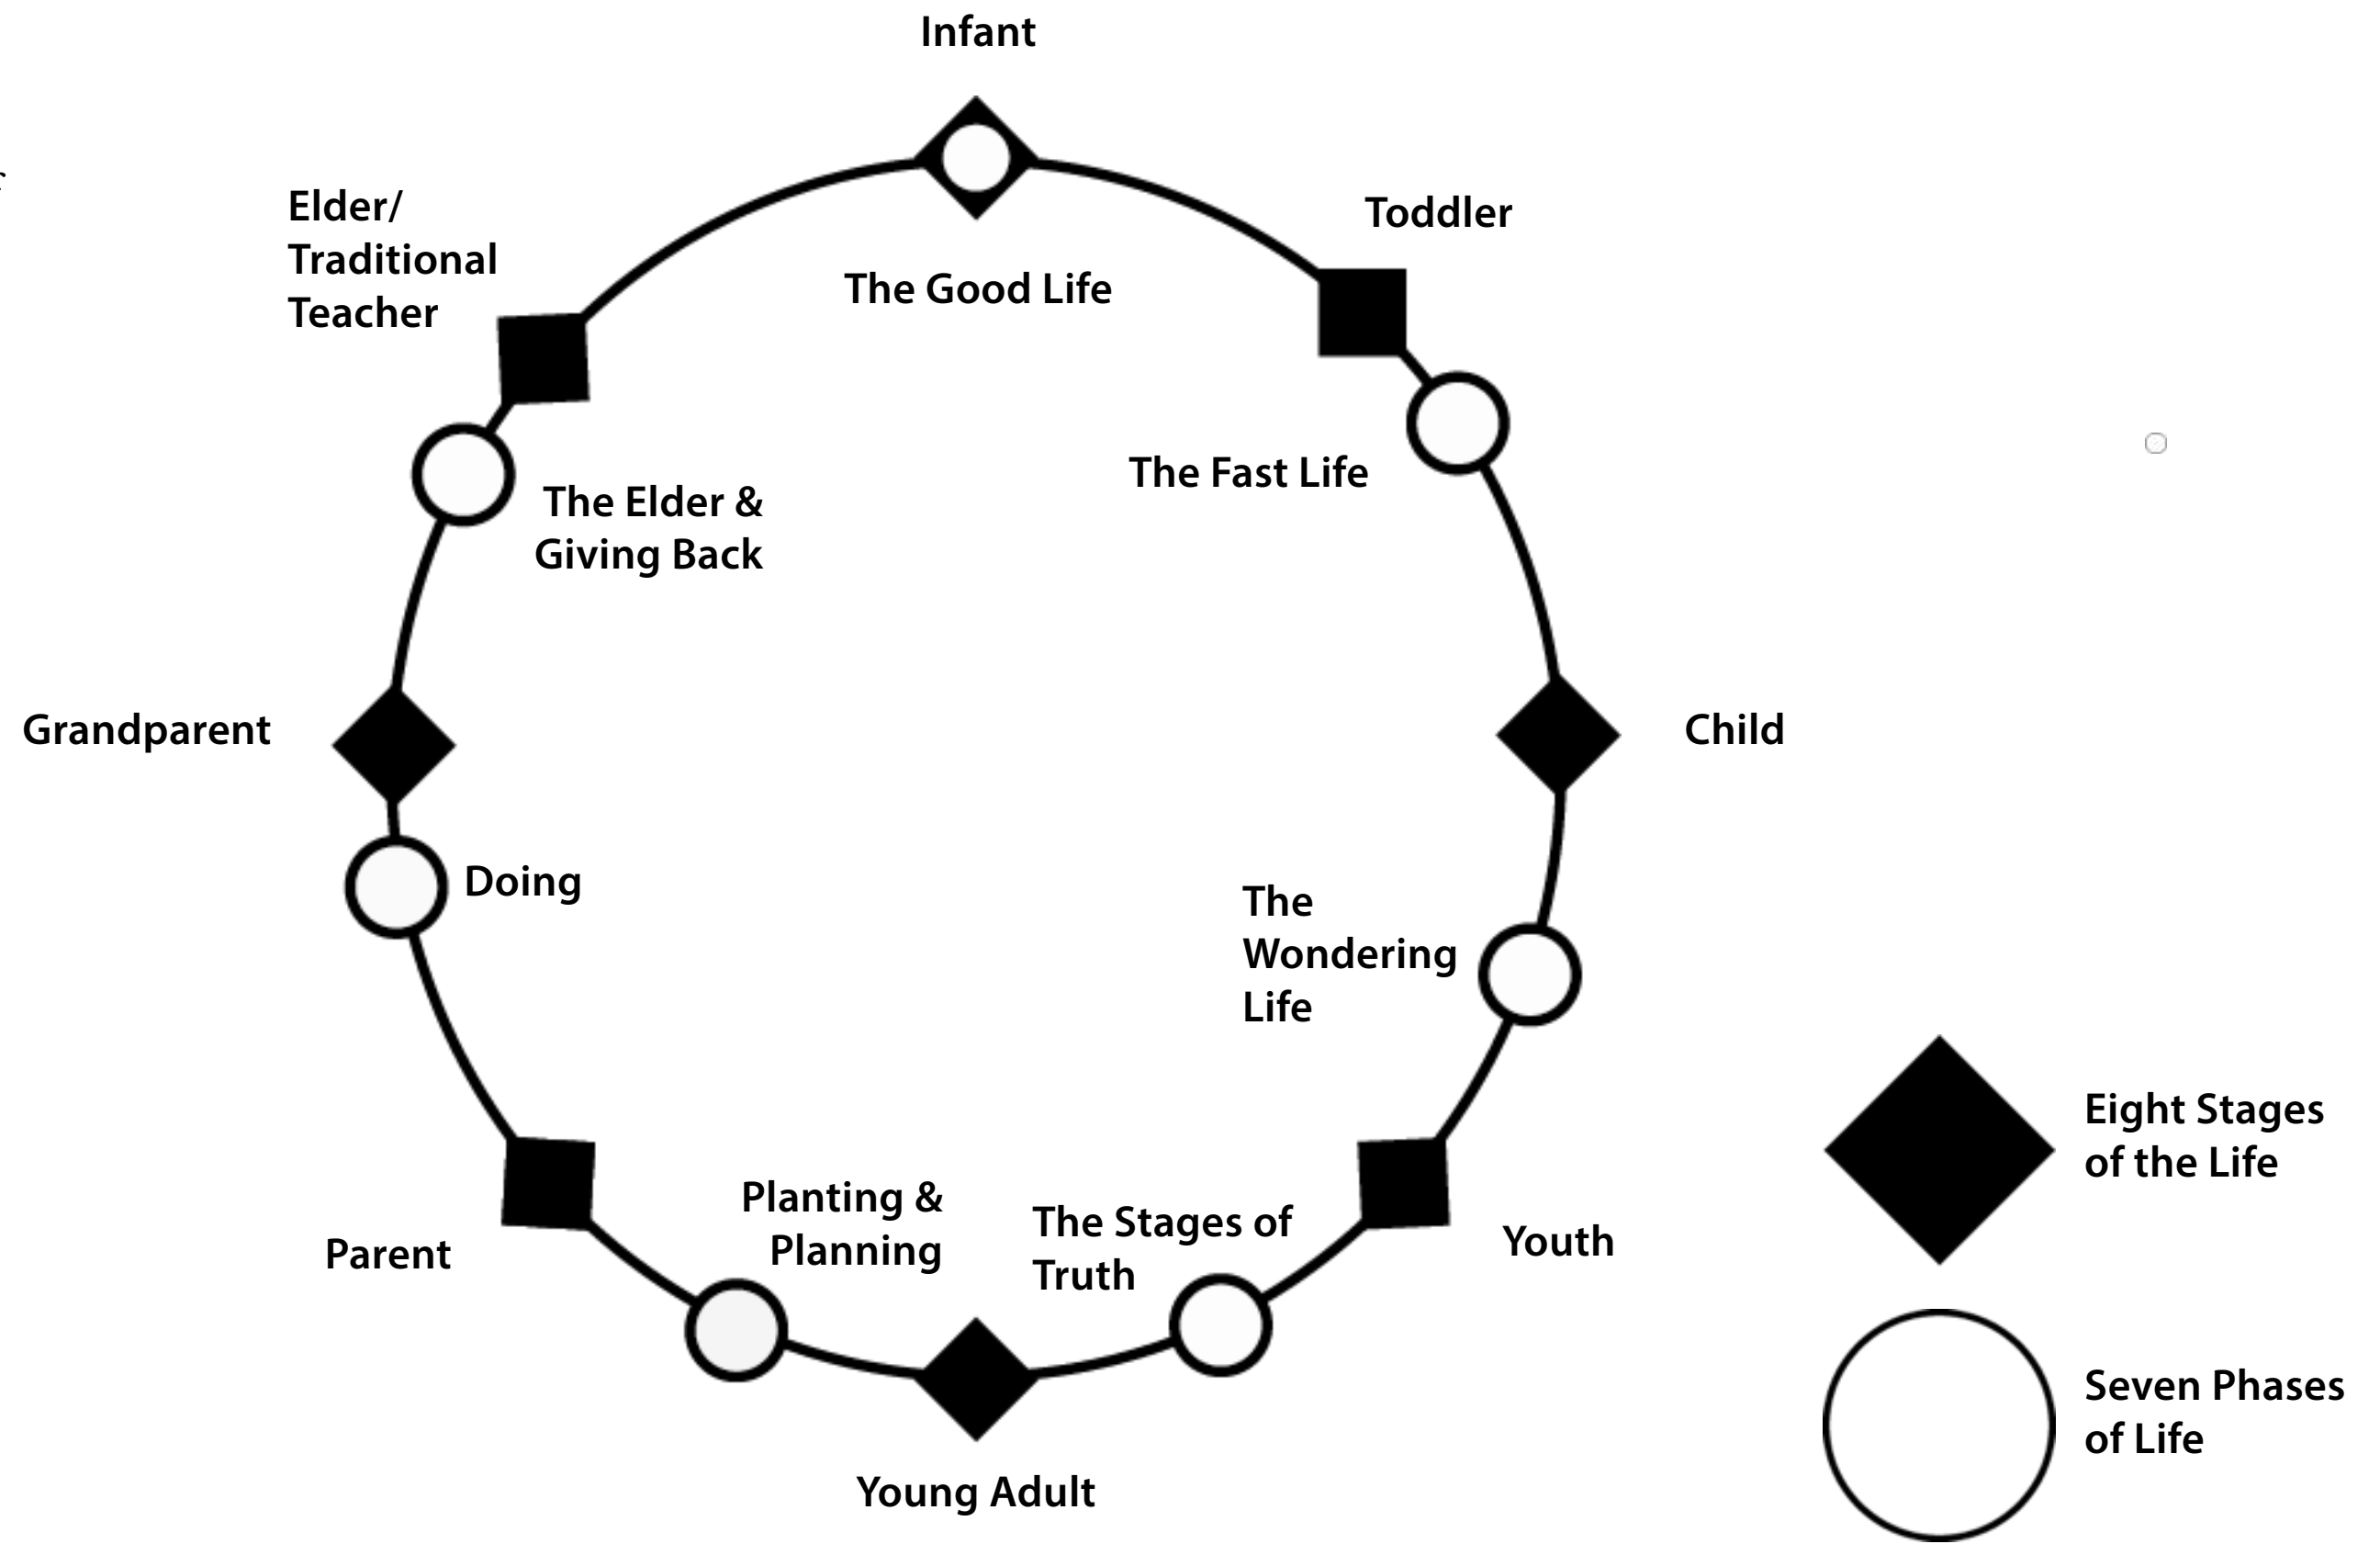 Infant
Elder/
Traditional
Teacher
Toddler
The Good Life
The Fast Life
The Elder &
Giving Back
Grandparent
Child
Doing
The
Wondering
Life
Planting &
Planning
The Stages of
Truth
Parent
Youth
Young Adult
Eight Stages
of the Life
Seven Phases
of Life